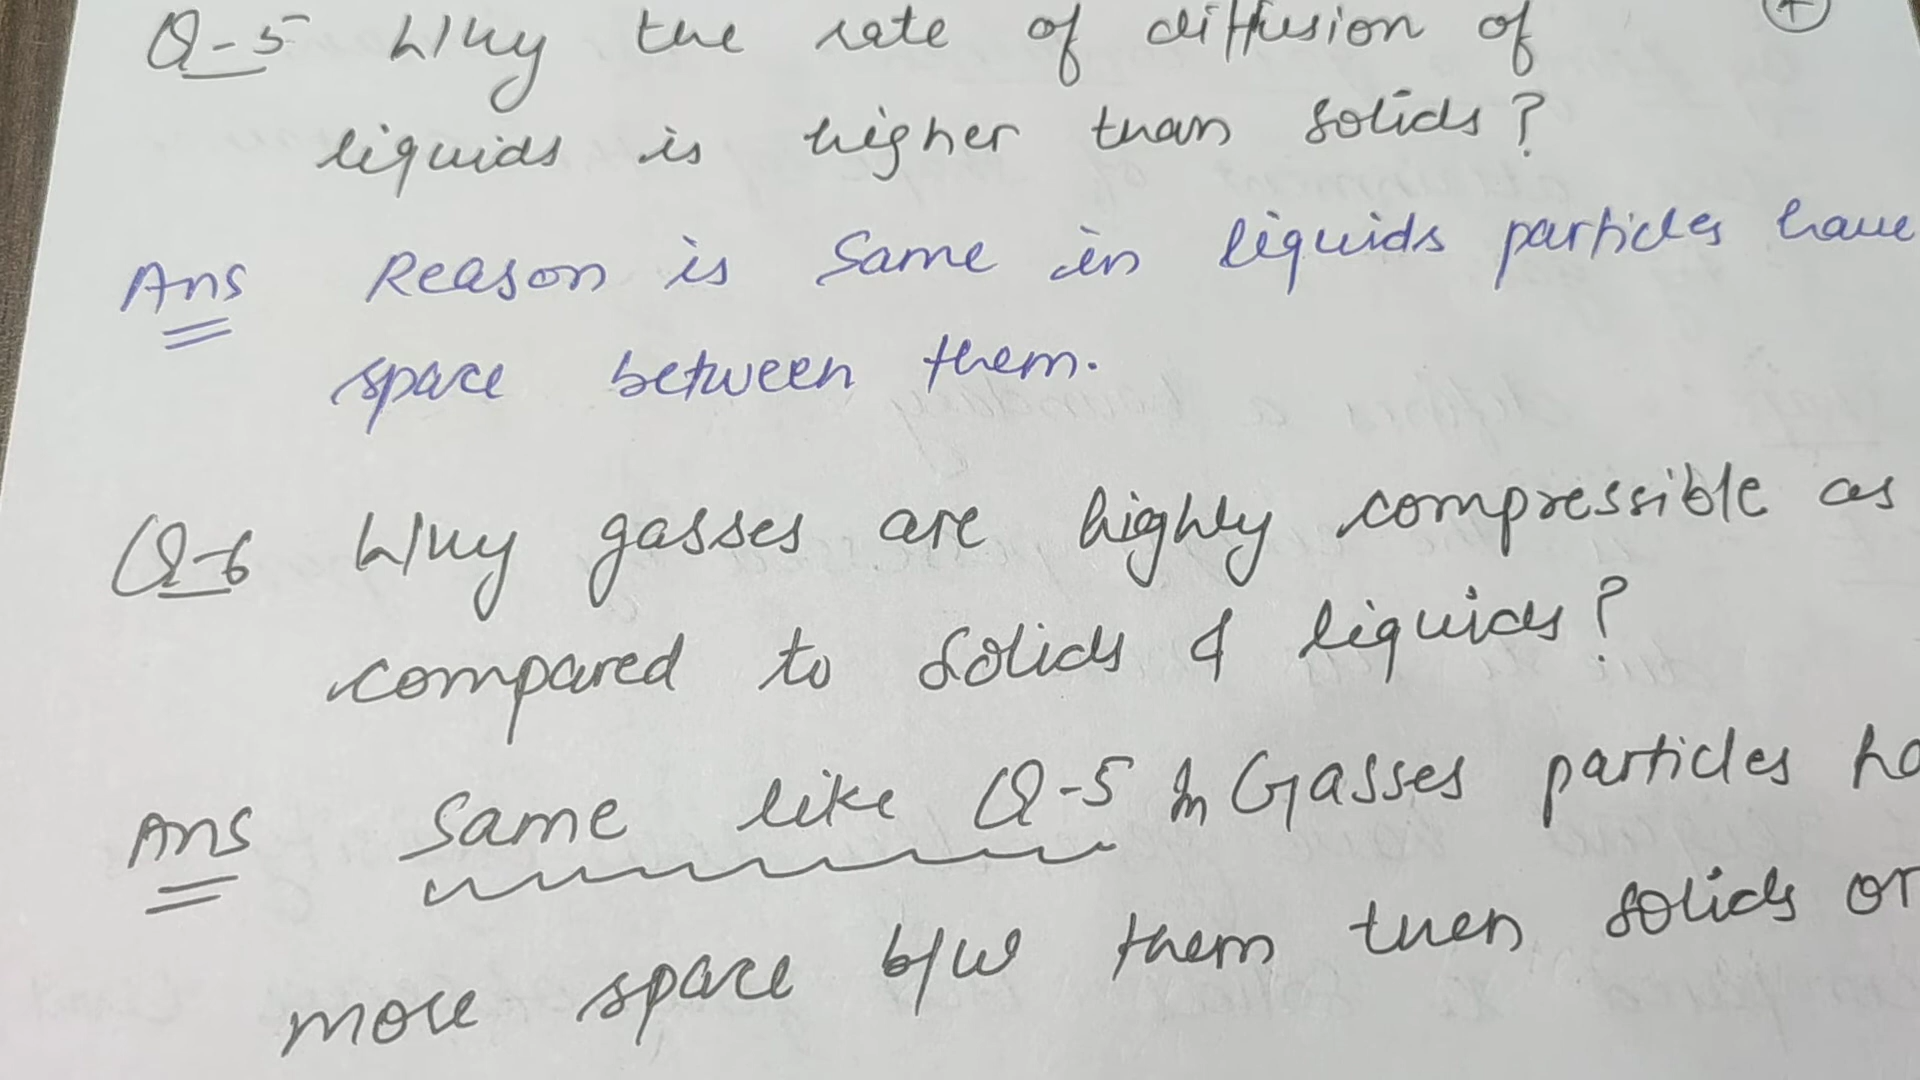 Q-5 Why the rate of diffusion of
liquids is higher than solids?
Ans Reason is same in liquids particles have
space between them.
Q-6 Why gasses are highly compressible as
compared to solids & liquids?
Ans Same like Q-5 In Gasses particles ha
more space b/w them then solids or